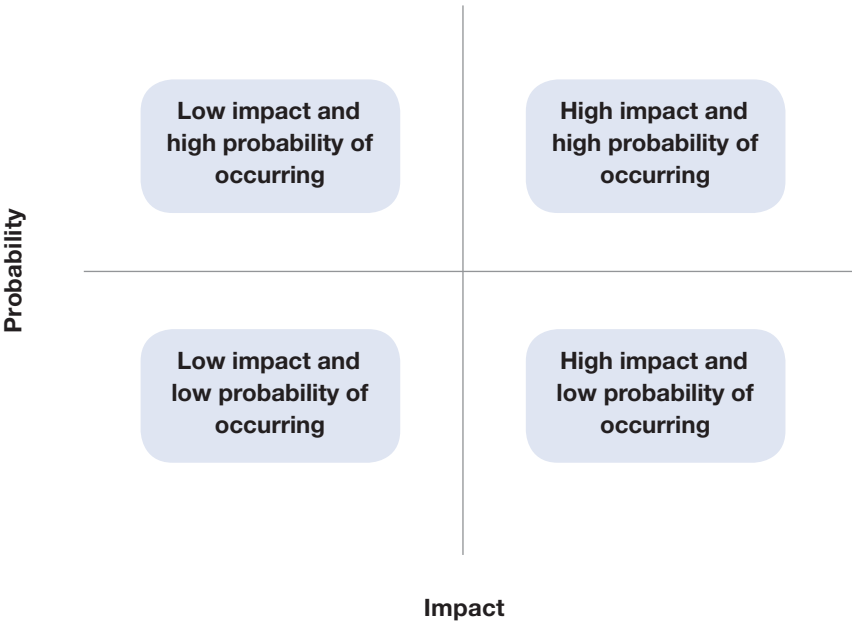 Low impact and
high probability of
occurring
High impact and
high probability of
occurring
Probability
Low impact and
low probability of
occurring
High impact and
low probability of
occurring
Impact